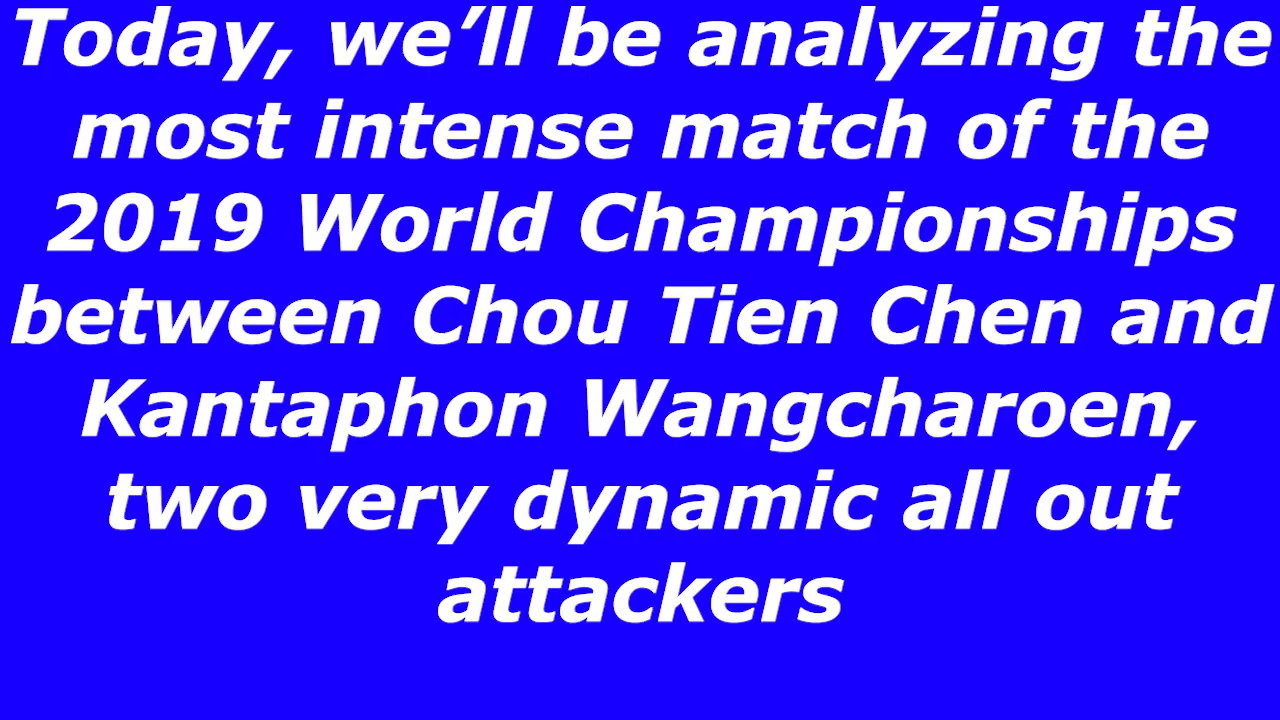 Today, we’ll be analyzing the
most intense match of the
2019 World Championships
between Chou Tien Chen and
Kantaphon Wangcharoen,
two very dynamic all out
attackers